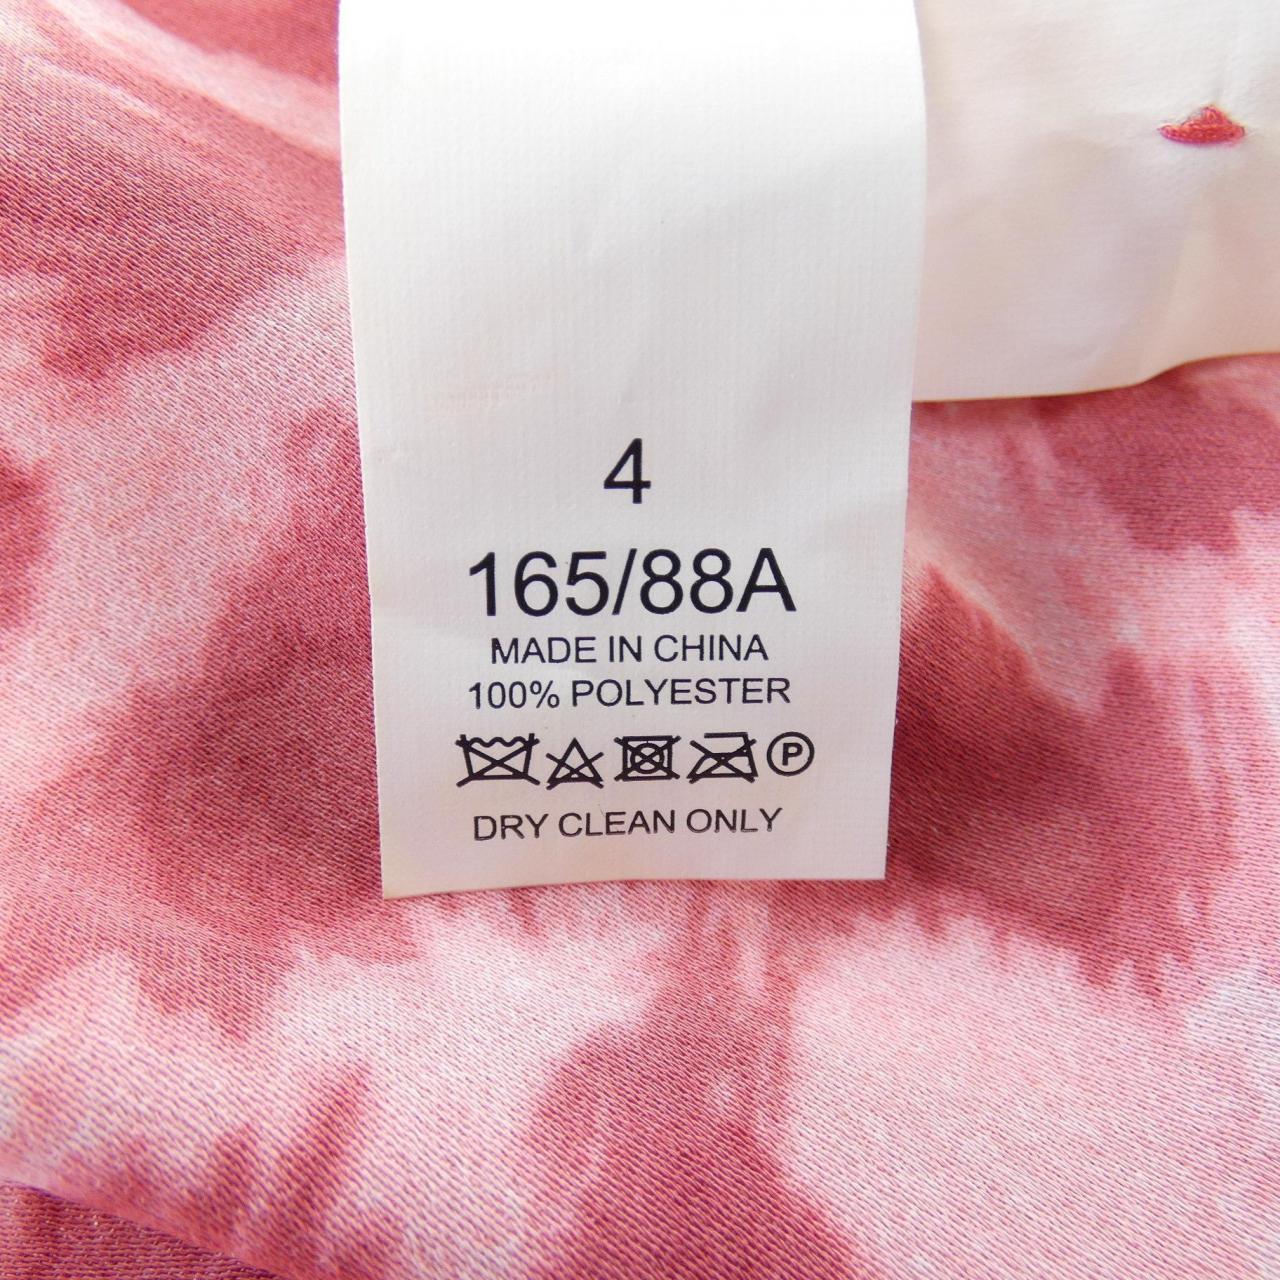 4
165/88A
MADE IN CHINA
100% POLYESTER
P
DRY CLEAN ONLY